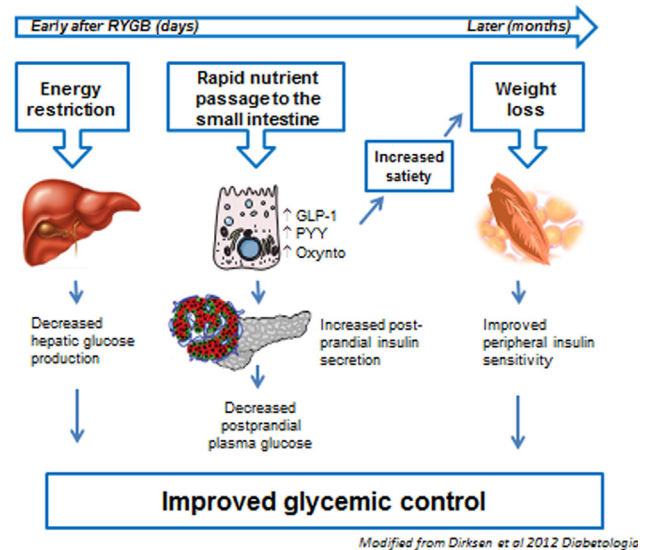 Early after RYGB (days)
Later (months)
Energy
restriction
Rapid nutrient
passage to the
small intestine
Weight
loss
Increased
satiety
↑ GLP-1
↑ PYY
↑ Oxynto
Decreased
hepatic glucose
production
Increased post-
prandial insulin
secretion
Improved
peripheral insulin
sensitivity
Decreased
postprandial
plasma glucose
Improved glycemic control
Modified from Dirksen et al 2012 Diabetologia